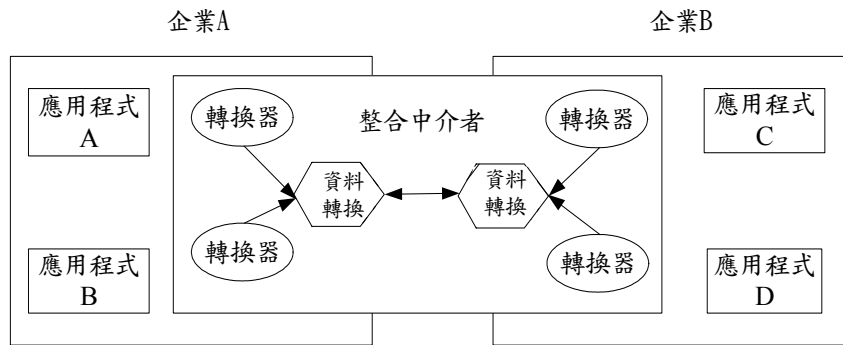 企業A
企業B
應用程式
A
轉換器
整合中介者
轉換器
應用程式
C
資料
轉換
資料
轉換
應用程式
B
轉換器
轉換器
應用程式
D